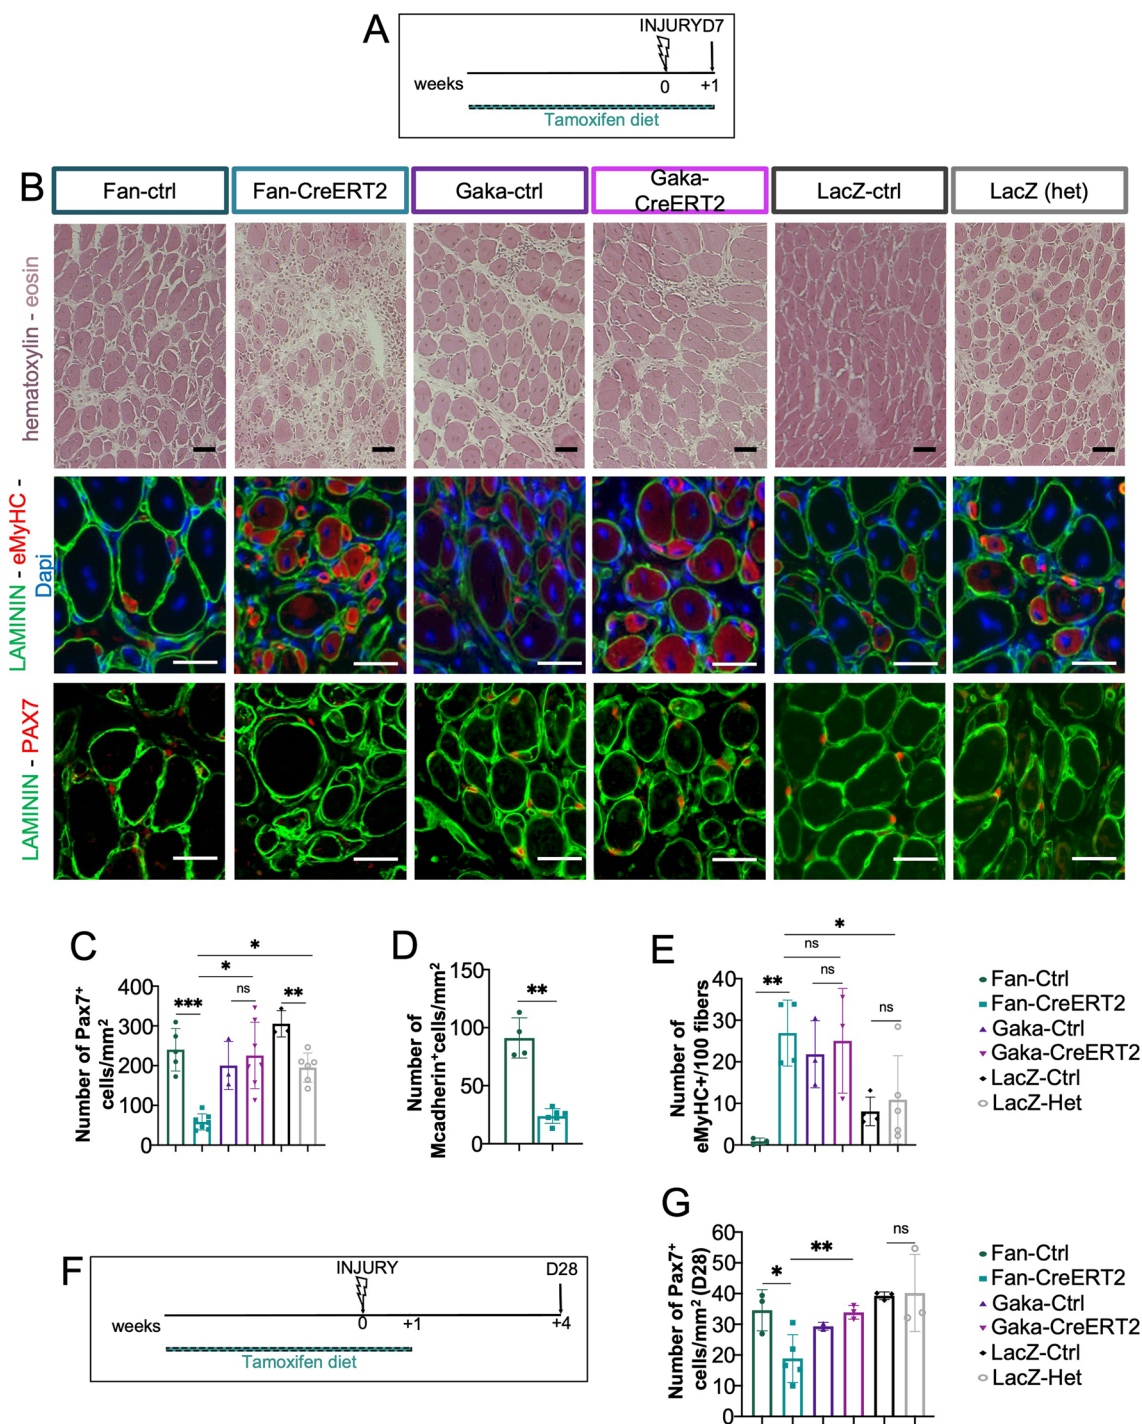 A
INJURY D7
weeks
0
+1
Tamoxifen diet
B
Fan-ctrl
Fan-CreERT2
Gaka-ctrl
Gaka-
CreERT2
LacZ-ctrl
LacZ (het)
hematoxylin - eosin
LAMININ - eMyHC -
Dapi
LAMININ - PAX7
C
Number of Pax7+
cells/mm2
400
300
200
100
0
***
*
*
ns
**
D
Number of
Mcadherin+cells/mm2
150
100
50
0
**
E
Number of
eMyHC+/100 fibers
40
30
20
10
0
**
*
ns
ns
ns
Fan-Ctrl
Fan-CreERT2
Gaka-Ctrl
Gaka-CreERT2
LacZ-Ctrl
LacZ-Het
F
INJURY
D28
weeks
0
+1
+4
Tamoxifen diet
G
Number of Pax7+
cells/mm2 (D28)
60
50
40
30
20
10
0
*
**
ns
Fan-Ctrl
Fan-CreERT2
Gaka-Ctrl
Gaka-CreERT2
LacZ-Ctrl
LacZ-Het